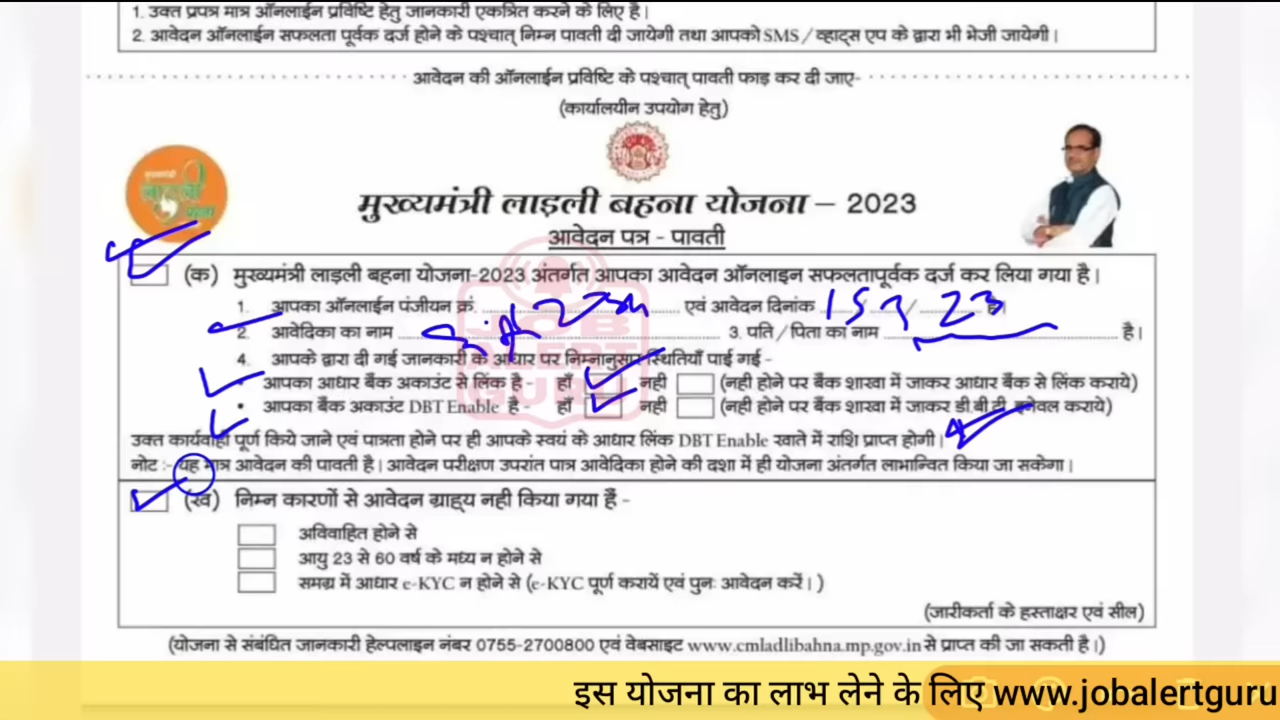 1. उक्त प्रपत्र मात्र ऑनलाईन प्रविष्टि हेतु जानकारी एकत्रित करने के लिए है।
2. आवेदन ऑनलाईन सफलता पूर्वक दर्ज होने के पश्चात् निम्न पावती दी जायेगी तथा आपको SMS / व्हाट्स एप के द्वारा भी भेजी जायेगी।
आवेदन की ऑनलाईन प्रविष्टि के पश्चात् पावती फाड़ कर दी जाए-
(कार्यालयीन उपयोग हेतु)
मुख्यमंत्री लाड़ली बहना योजना – 2023
आवेदन पत्र - पावती
(क) मुख्यमंत्री लाड़ली बहना योजना-2023 अंतर्गत आपका आवेदन ऑनलाइन सफलतापूर्वक दर्ज कर लिया गया है।
1. आपका ऑनलाईन पंजीयन क्रं. एवं आवेदन दिनांक 15 / 23 है।
2. आवेदिका का नाम 3. पति / पिता का नाम है।
4. आपके द्वारा दी गई जानकारी के आधार पर निम्नानुसार स्थितियाँ पाई गई -
आपका आधार बैंक अकाउंट से लिंक है - हाँ नही (नही होने पर बैंक शाखा में जाकर आधार बैंक से लिंक कराये)
• आपका बैंक अकाउंट DBT Enable है - हाँ नही (नही होने पर बैंक शाखा में जाकर डी.बी.टी. इनेवल कराये)
उक्त कार्यवाही पूर्ण किये जाने एवं पात्रता होने पर ही आपके स्वयं के आधार लिंक DBT Enable खाते में राशि प्राप्त होगी।
नोट :- यह मात्र आवेदन की पावती है। आवेदन परीक्षण उपरांत पात्र आवेदिका होने की दशा में ही योजना अंतर्गत लाभान्वित किया जा सकेगा।
(ख) निम्न कारणों से आवेदन ग्राह्य नही किया गया हैं -
अविवाहित होने से
आयु 23 से 60 वर्ष के मध्य न होने से
समग्र में आधार e-KYC न होने से (e-KYC पूर्ण करायें एवं पुनः आवेदन करें। )
(जारीकर्ता के हस्ताक्षर एवं सील)
(योजना से संबंधित जानकारी हेल्पलाइन नंबर 0755-2700800 एवं वेबसाइट www.cmladlibahna.mp.gov.in से प्राप्त की जा सकती है।)
JOB
ALERT
GURU
इस योजना का लाभ लेने के लिए www.jobalertguru